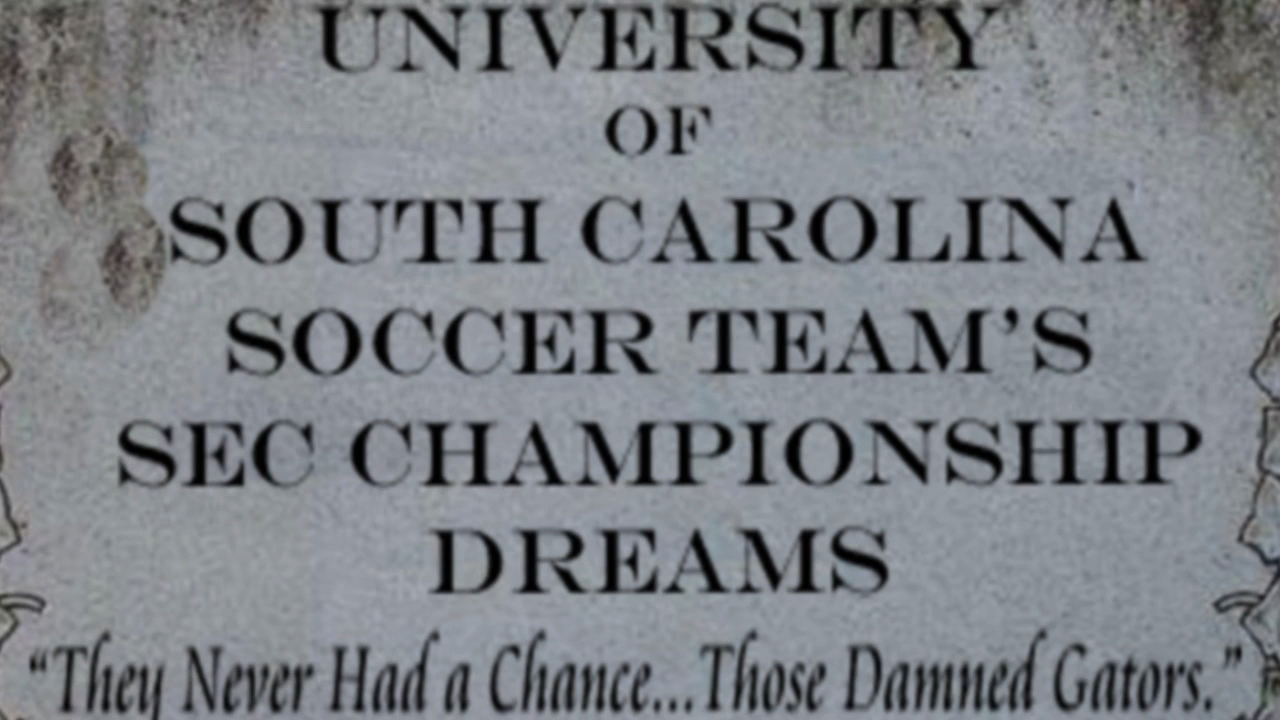 UNIVERSITY
OF
SOUTH CAROLINA
SOCCER TEAM'S
SEC CHAMPIONSHIP
DREAMS
“They Never Had a Chance...Those Damned Gators.”